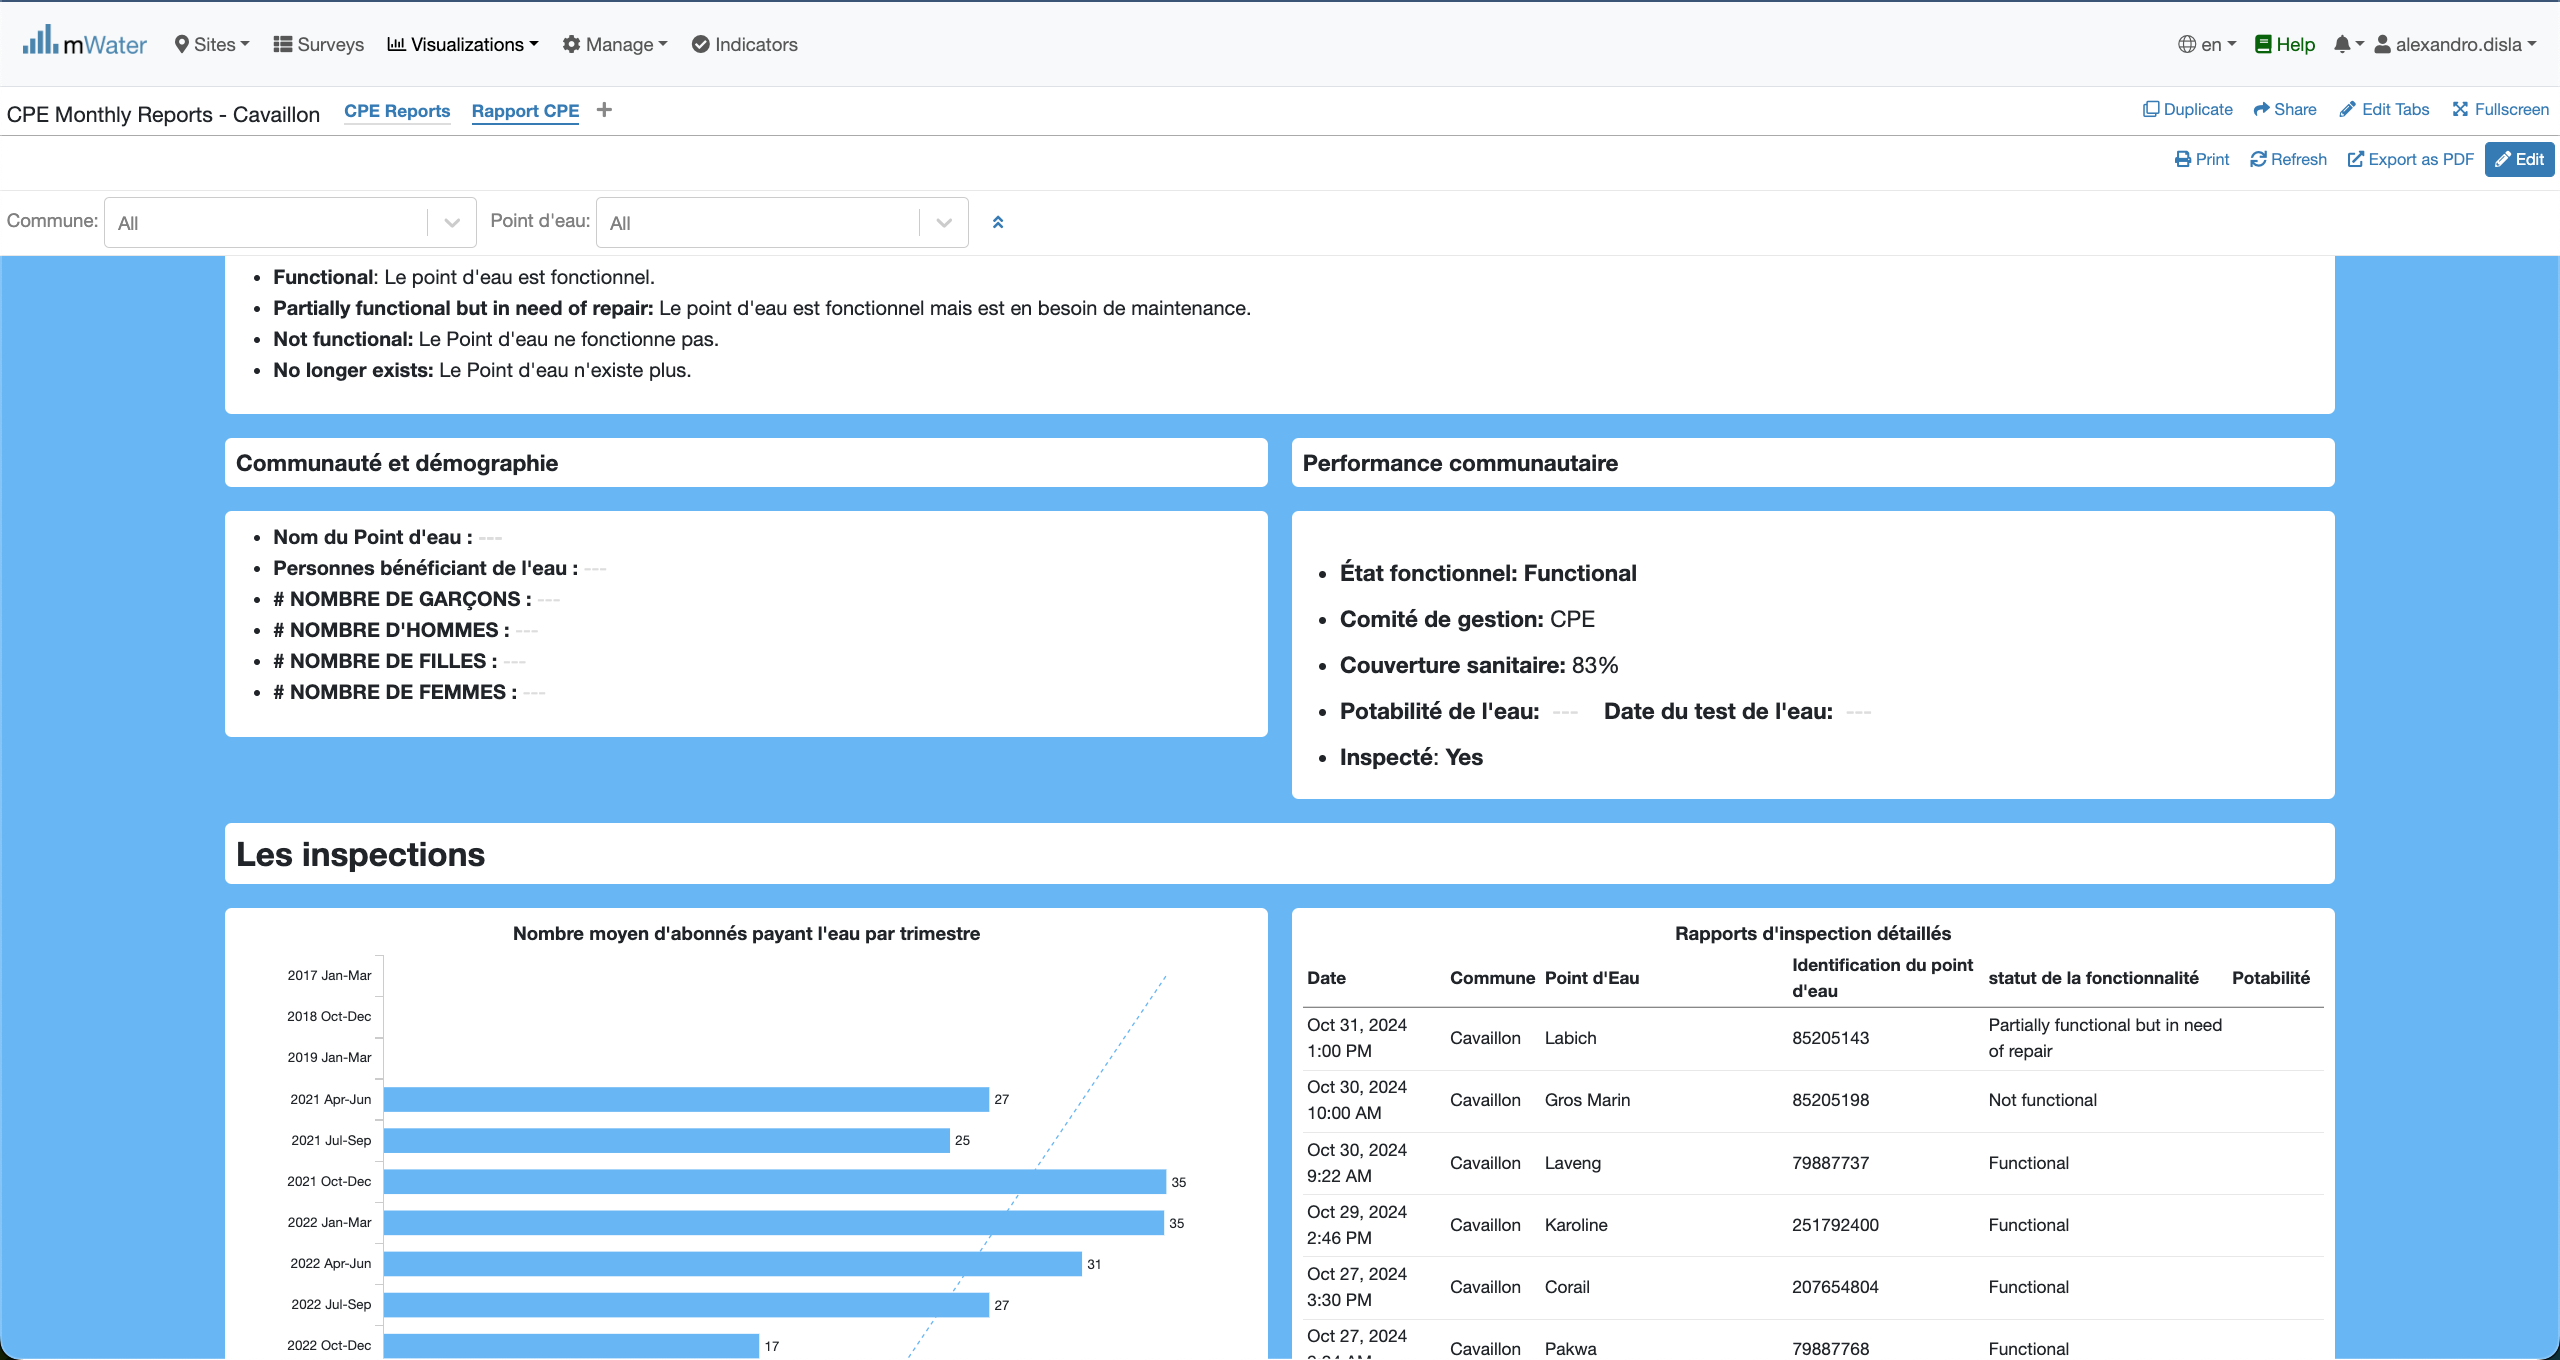 mWater Sites Surveys Visualizations Manage Indicators en Help alexandro.disla
CPE Monthly Reports - Cavaillon CPE Reports Rapport CPE + Duplicate Share Edit Tabs Fullscreen
Print Refresh Export as PDF Edit
Commune: All Point d'eau: All
• Functional: Le point d'eau est fonctionnel.
• Partially functional but in need of repair: Le point d'eau est fonctionnel mais est en besoin de maintenance.
• Not functional: Le Point d'eau ne fonctionne pas.
• No longer exists: Le Point d'eau n'existe plus.
Communauté et démographie
• Nom du Point d'eau : ---
• Personnes bénéficiant de l'eau : ---
• # NOMBRE DE GARÇONS : ---
• # NOMBRE D'HOMMES : ---
• # NOMBRE DE FILLES : ---
• # NOMBRE DE FEMMES : ---
Performance communautaire
• État fonctionnel: Functional
• Comité de gestion: CPE
• Couverture sanitaire: 83%
• Potabilité de l'eau: --- Date du test de l'eau: ---
• Inspecté: Yes
Les inspections
Nombre moyen d'abonnés payant l'eau par trimestre
2017 Jan-Mar
2018 Oct-Dec
2019 Jan-Mar
2021 Apr-Jun 27
2021 Jul-Sep 25
2021 Oct-Dec 35
2022 Jan-Mar 35
2022 Apr-Jun 31
2022 Jul-Sep 27
2022 Oct-Dec 17
Rapports d'inspection détaillés
Date Commune Point d'Eau Identification du point d'eau statut de la fonctionnalité Potabilité
Oct 31, 2024 1:00 PM Cavaillon Labich 85205143 Partially functional but in need of repair
Oct 30, 2024 10:00 AM Cavaillon Gros Marin 85205198 Not functional
Oct 30, 2024 9:22 AM Cavaillon Laveng 79887737 Functional
Oct 29, 2024 2:46 PM Cavaillon Karoline 251792400 Functional
Oct 27, 2024 3:30 PM Cavaillon Corail 207654804 Functional
Oct 27, 2024 Cavaillon Pakwa 79887768 Functional